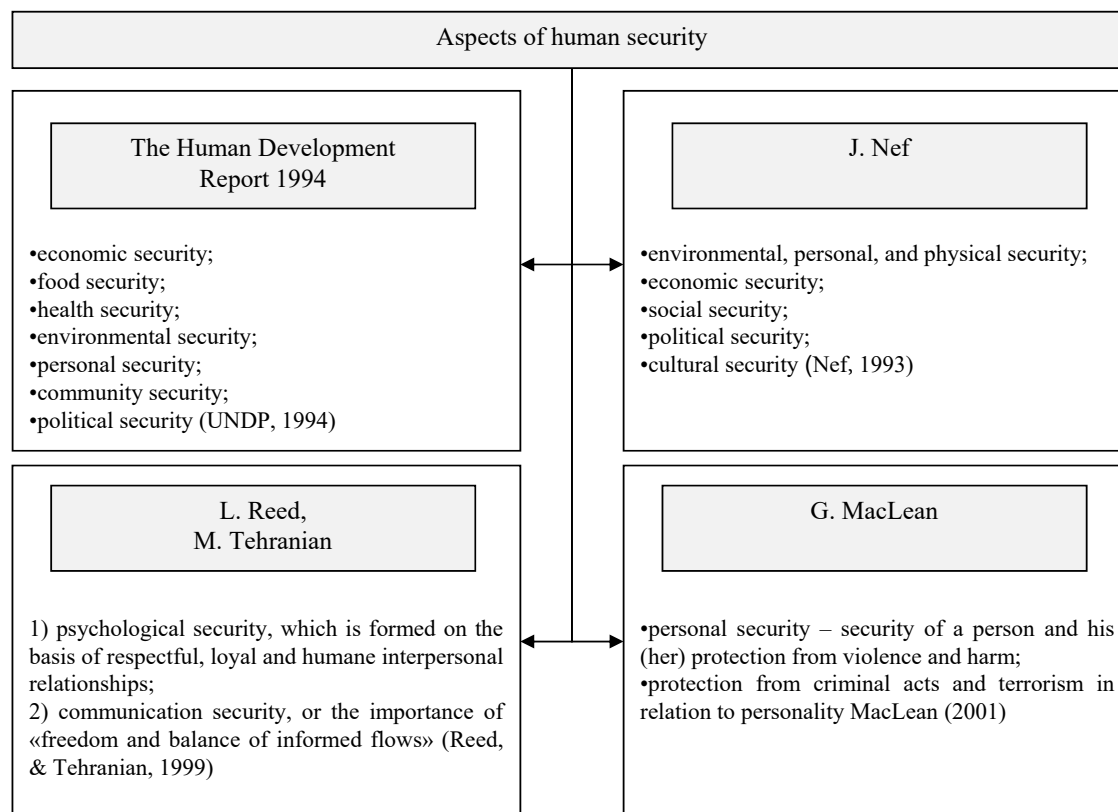 Aspects of human security
The Human Development
Report 1994
•economic security;
•food security;
•health security;
•environmental security;
•personal security;
•community security;
•political security (UNDP, 1994)
J. Nef
•environmental, personal, and physical security;
•economic security;
•social security;
•political security;
•cultural security (Nef, 1993)
L. Reed,
M. Tehranian
1) psychological security, which is formed on the
basis of respectful, loyal and humane interpersonal
relationships;
2) communication security, or the importance of
«freedom and balance of informed flows» (Reed,
& Tehranian, 1999)
G. MacLean
•personal security – security of a person and his
(her) protection from violence and harm;
•protection from criminal acts and terrorism in
relation to personality MacLean (2001)